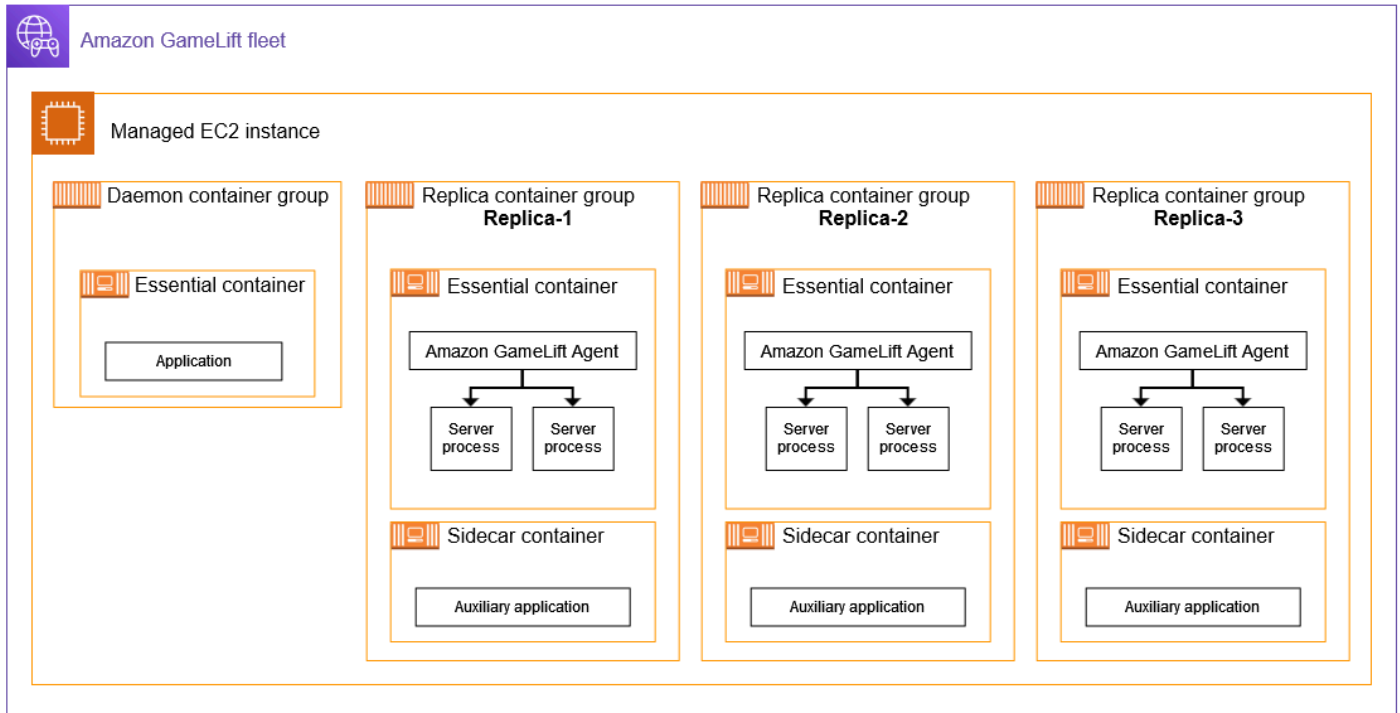 Amazon GameLift fleet
Managed EC2 instance
Daemon container group
Essential container
Application
Replica container group
Replica-1
Essential container
Amazon GameLift Agent
Server
process
Server
process
Sidecar container
Auxiliary application
Replica container group
Replica-2
Essential container
Amazon GameLift Agent
Server
process
Server
process
Sidecar container
Auxiliary application
Replica container group
Replica-3
Essential container
Amazon GameLift Agent
Server
process
Server
process
Sidecar container
Auxiliary application